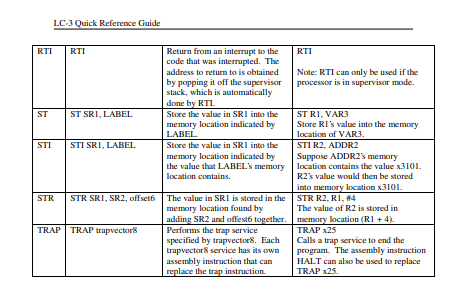 LC-3 Quick Reference Guide
RTI
RTI
Return from an interrupt to the
code that was interrupted. The
address to return to is obtained
by popping it off the supervisor
stack, which is automatically
done by RTI.
RTI
Note: RTI can only be used if the
processor is in supervisor mode.
ST
ST SR1, LABEL
Store the value in SR1 into the
memory location indicated by
LABEL.
ST R1, VAR3
Store R1's value into the memory
location of VAR3.
STI
STI SR1, LABEL
Store the value in SR1 into the
memory location indicated by
the value that LABEL's memory
location contains.
STI R2, ADDR2
Suppose ADDR2's memory
location contains the value x3101.
R2's value would then be stored
into memory location x3101.
STR
STR SR1, SR2, offset6
The value in SR1 is stored in the
memory location found by
adding SR2 and offest6 together.
STR R2, R1, #4
The value of R2 is stored in
memory location (R1 + 4).
TRAP
TRAP trapvector8
Performs the trap service
specified by trapvector8. Each
trapvector8 service has its own
assembly instruction that can
replace the trap instruction.
TRAP x25
Calls a trap service to end the
program. The assembly instruction
HALT can also be used to replace
TRAP x25.